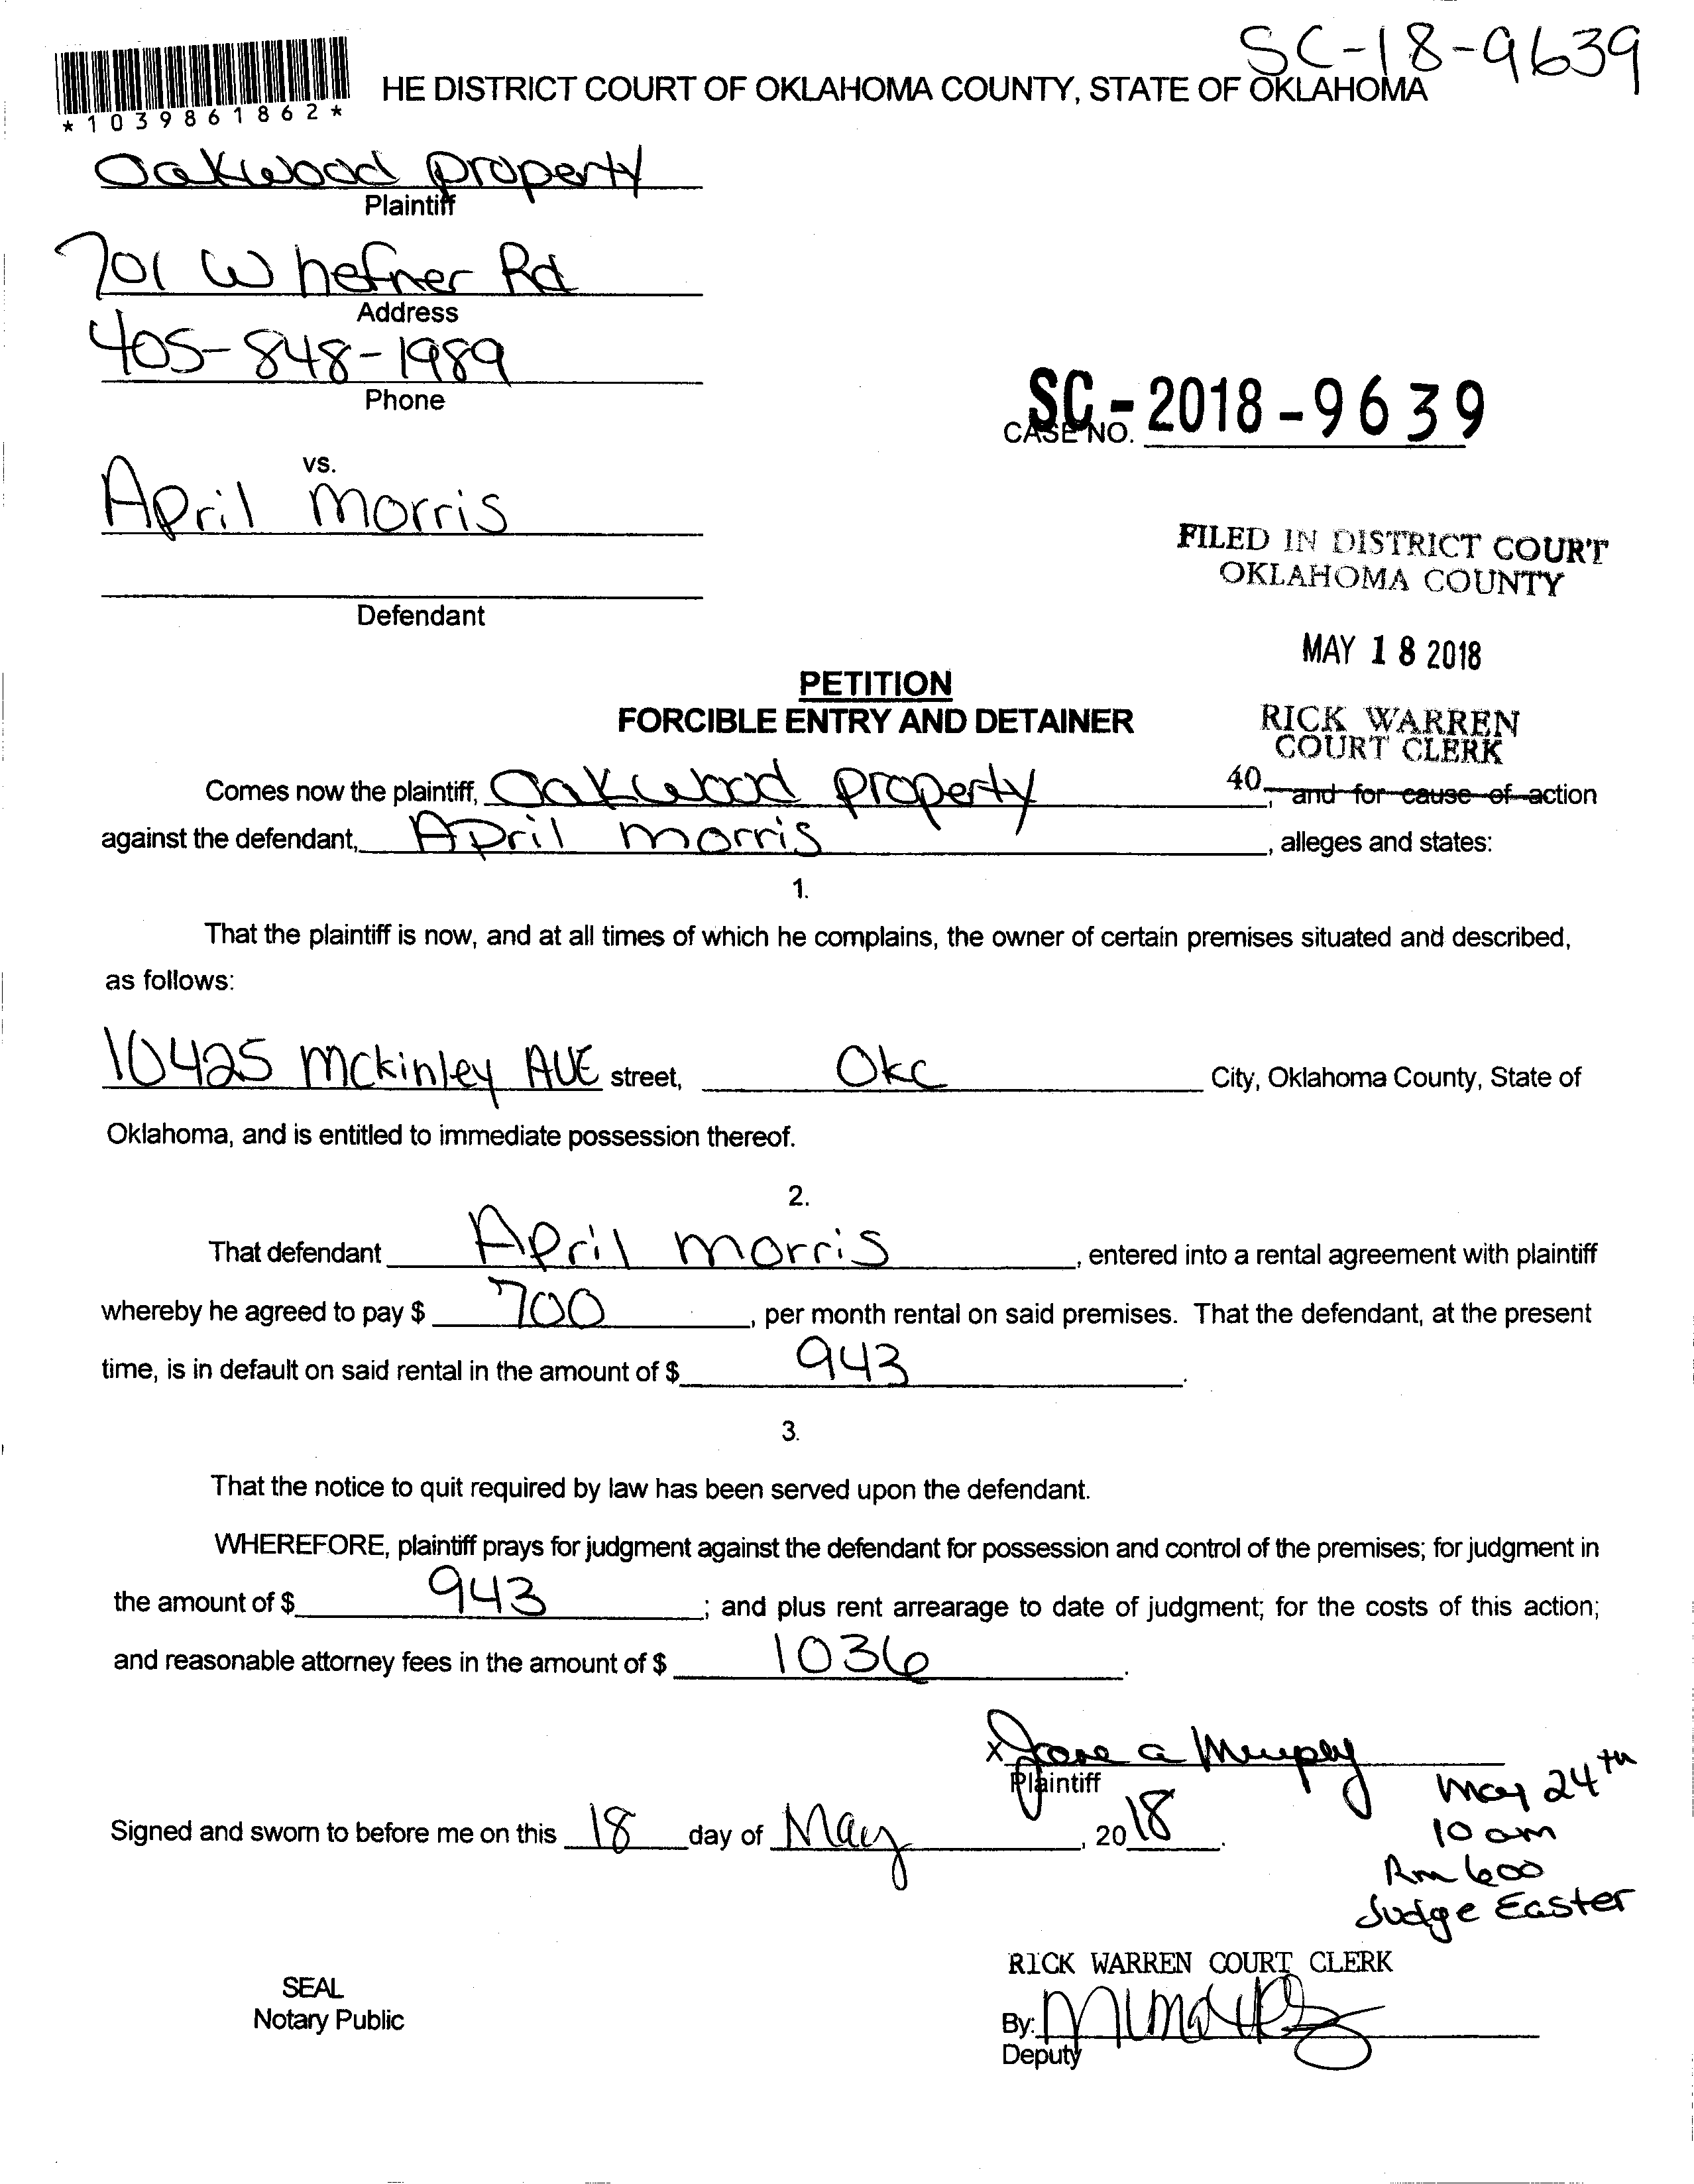 SC-18-9639
HE DISTRICT COURT OF OKLAHOMA COUNTY, STATE OF OKLAHOMA
*1039861862*
Oakwood property
Plaintiff
701 W hefner Rd
Address
405-848-1989
Phone
SC-2018-9639
CASE NO.
vs.
April morris
FILED IN DISTRICT COURT
OKLAHOMA COUNTY
Defendant
MAY 18 2018
PETITION
FORCIBLE ENTRY AND DETAINER
RICK WARREN
COURT CLERK
40
Comes now the plaintiff, Oakwood property, and for cause of action
against the defendant, April morris, alleges and states:
1.
That the plaintiff is now, and at all times of which he complains, the owner of certain premises situated and described,
as follows:
10425 mckinley AUE street, Okc City, Oklahoma County, State of
Oklahoma, and is entitled to immediate possession thereof.
2.
That defendant April morris, entered into a rental agreement with plaintiff
whereby he agreed to pay $ 700, per month rental on said premises. That the defendant, at the present
time, is in default on said rental in the amount of $ 943.
3.
That the notice to quit required by law has been served upon the defendant.
WHEREFORE, plaintiff prays for judgment against the defendant for possession and control of the premises; for judgment in
the amount of $ 943; and plus rent arrearage to date of judgment; for the costs of this action;
and reasonable attorney fees in the amount of $ 1036.
x a Murphy
Plaintiff
may 24th
Signed and sworn to before me on this 18 day of May, 2018.
10 am
Rm 600
Judge Easter
RICK WARREN COURT CLERK
SEAL
Notary Public
By:
Deputy